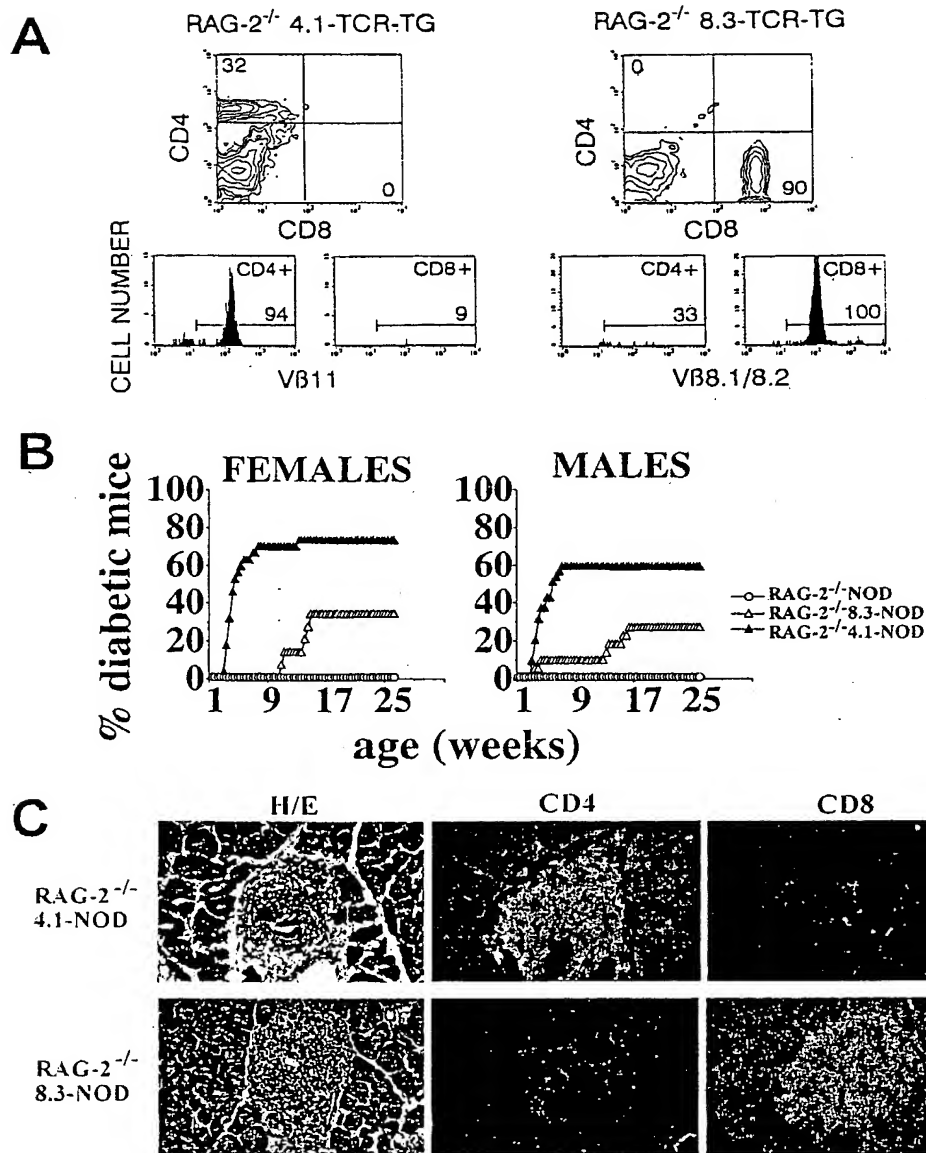 A
RAG-2-/- 4.1-TCR-TG
RAG-2-/- 8.3-TCR-TG
32
0
CD4
0
CD8
0
90
CD4
CD8
CELL NUMBER
CD4+
94
CD8+
9
Vß11
CD4+
33
CD8+
100
Vß8.1/8.2
B
FEMALES
MALES
% diabetic mice
100
80
60
40
20
0
1 9 17 25
100
80
60
40
20
0
1 9 17 25
age (weeks)
RAG-2-/-NOD
RAG-2-/-8.3-NOD
RAG-2-/-4.1-NOD
C
H/E
CD4
CD8
RAG-2-/-
4.1-NOD
RAG-2-/-
8.3-NOD